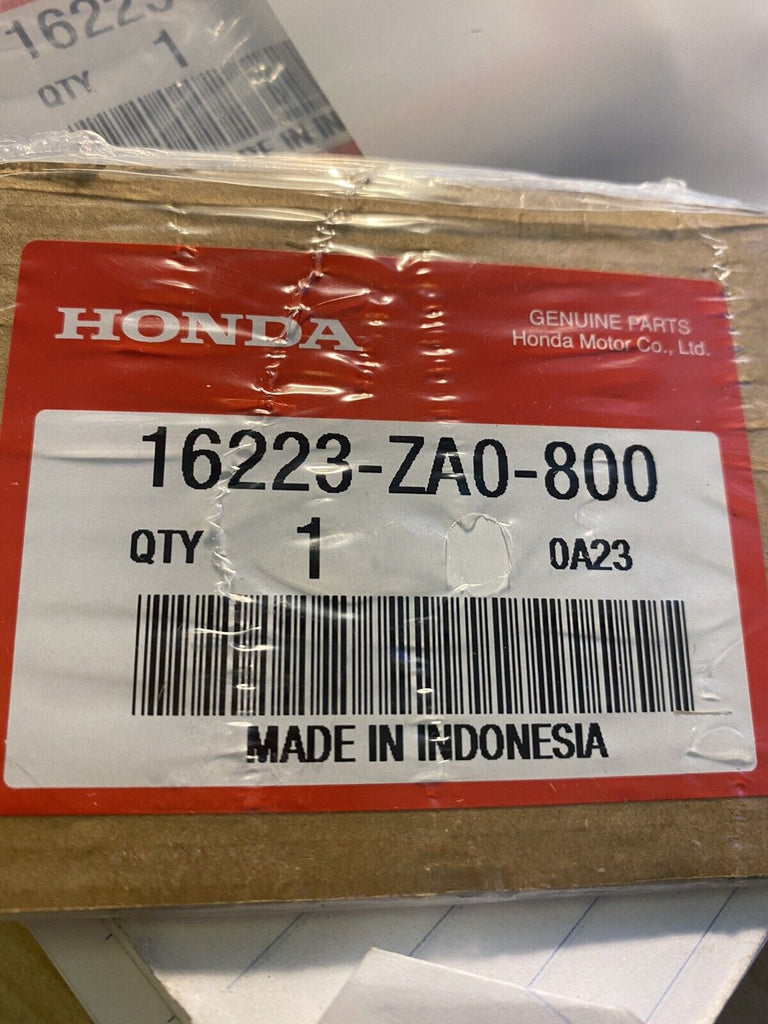 16223
QTY 1
HONDA
GENUINE PARTS
Honda Motor Co., Ltd.
16223-ZA0-800
QTY 1 0A23
MADE IN INDONESIA